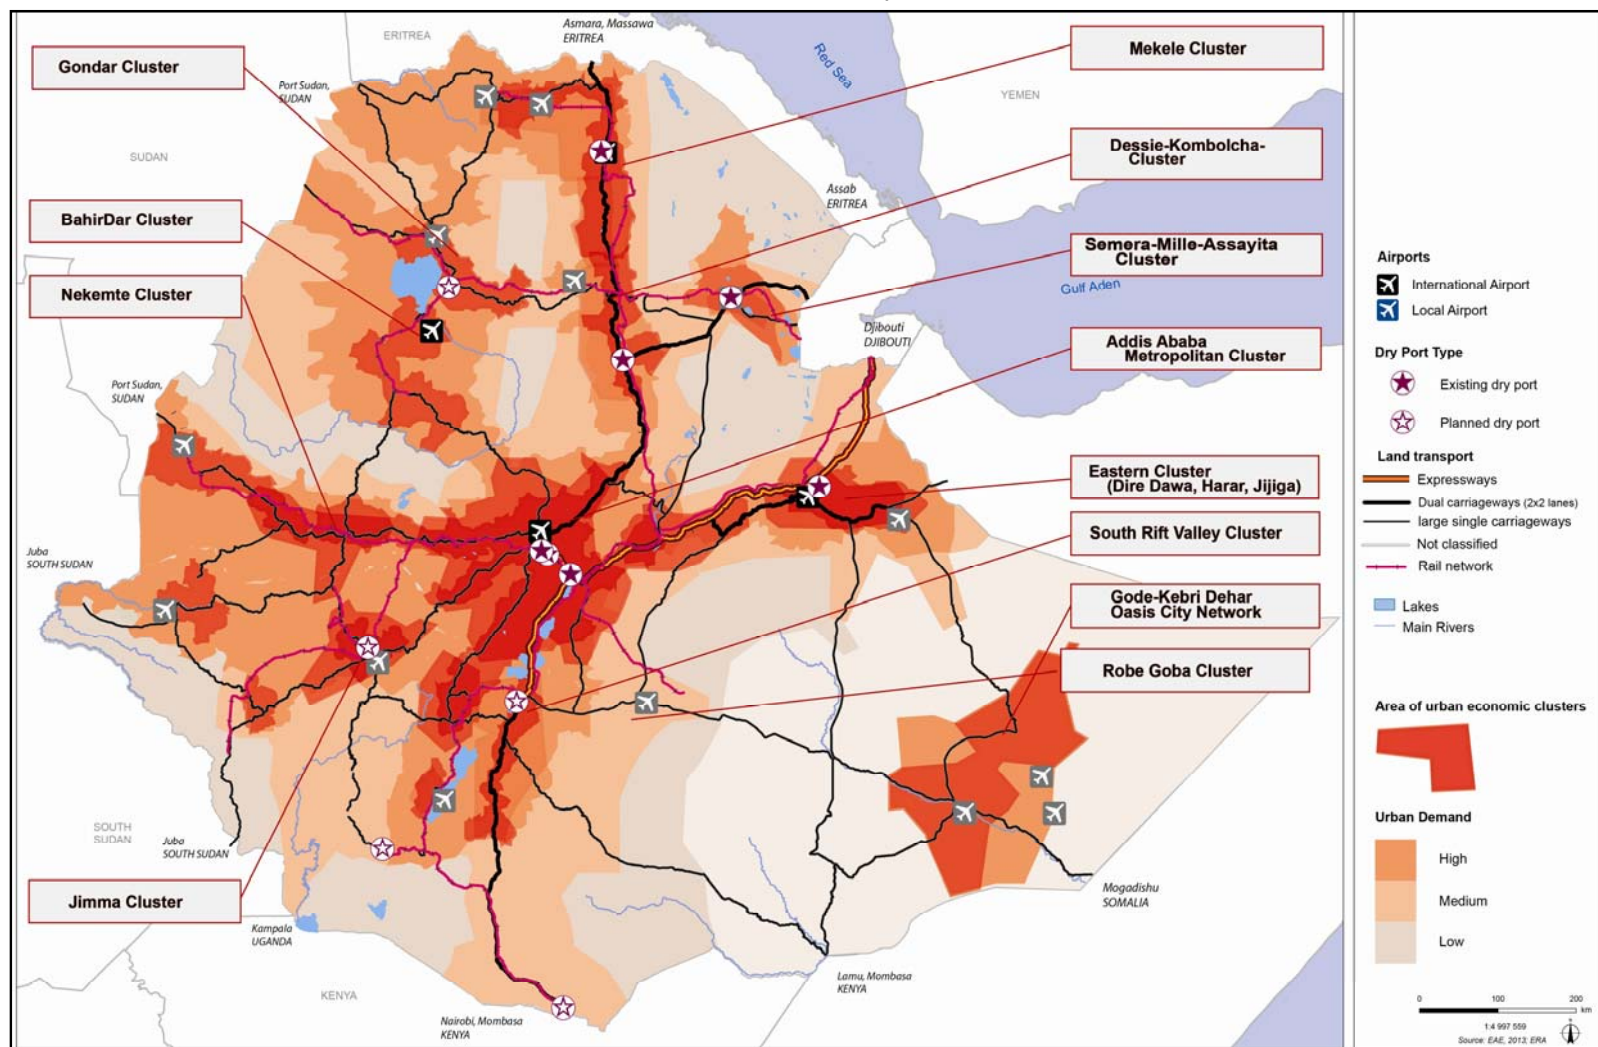 Asmara, Massawa
ERITREA
ERITREA
Gondar Cluster
Mekele Cluster
Red Sea
Port Sudan,
SUDAN
YEMEN
SUDAN
Dessie-Kombolcha-
Cluster
Assab
ERITREA
BahirDar Cluster
Semera-Mille-Assayita
Cluster
Nekemte Cluster
Gulf Aden
Djibouti
DJIBOUTI
Addis Ababa
Metropolitan Cluster
Port Sudan,
SUDAN
Eastern Cluster
(Dire Dawa, Harar, Jijiga)
South Rift Valley Cluster
Juba
SOUTH SUDAN
Gode-Kebri Dehar
Oasis City Network
Robe Goba Cluster
SOUTH
SUDAN
Juba
SOUTH SUDAN
Jimma Cluster
Mogadishu
SOMALIA
Kampala
UGANDA
Lamu, Mombasa
KENYA
KENYA
Nairobi, Mombasa
KENYA
Airports
International Airport
Local Airport
Dry Port Type
Existing dry port
Planned dry port
Land transport
Expressways
Dual carriageways (2x2 lanes)
large single carriageways
Not classified
Rail network
Lakes
Main Rivers
Area of urban economic clusters
Urban Demand
High
Medium
Low
0 100 200
km
1:4 997 559
Source: EAE, 2013; ERA